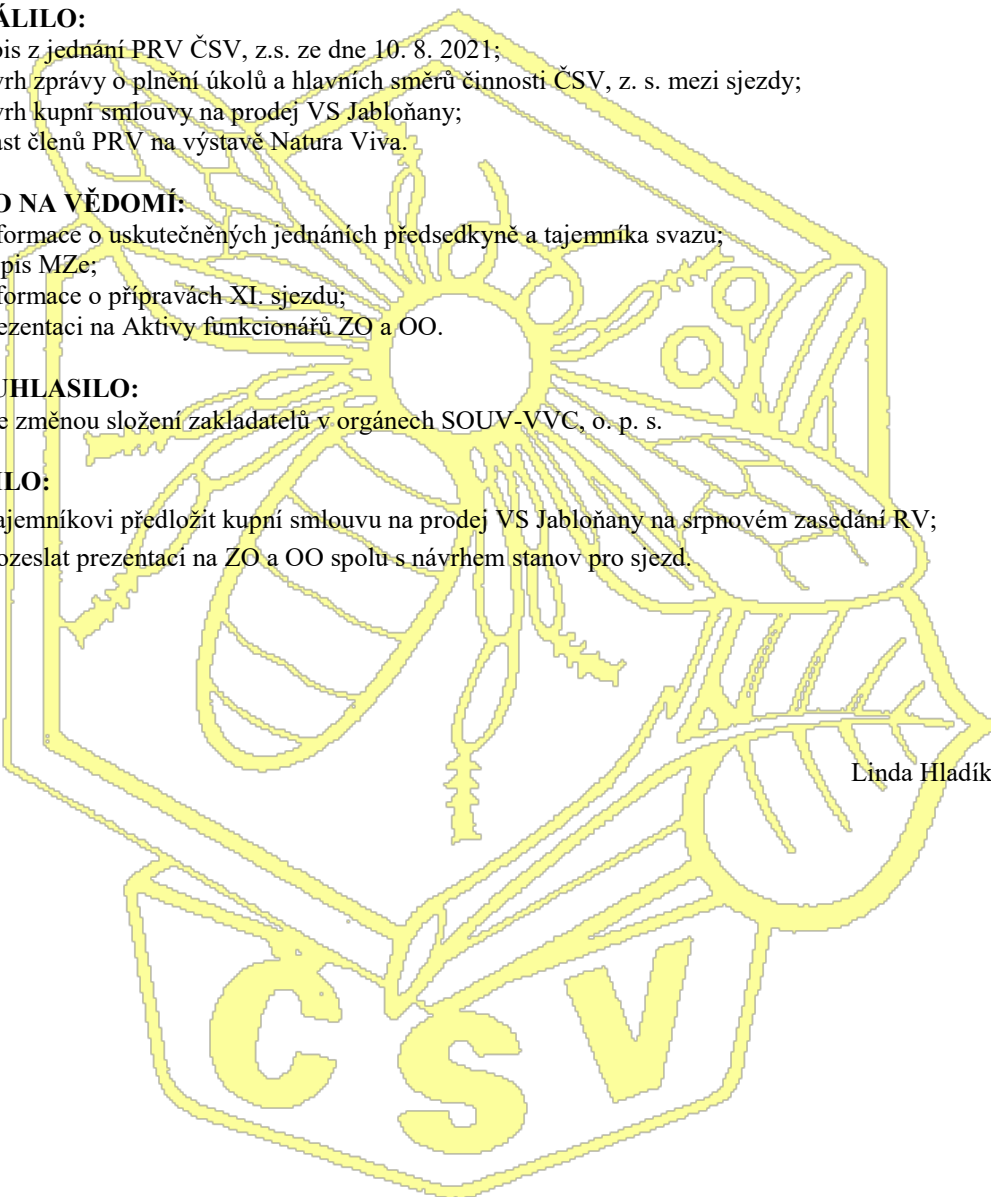 ÁLILO:
pis z jednání PRV ČSV, z.s. ze dne 10. 8. 2021;
vrh zprávy o plnění úkolů a hlavních směrů činnosti ČSV, z. s. mezi sjezdy;
vrh kupní smlouvy na prodej VS Jabloňany;
ast členů PRV na výstavě Natura Viva.
O NA VĚDOMÍ:
formace o uskutečněných jednáních předsedkyně a tajemníka svazu;
pis MZe;
formace o přípravách XI. sjezdu;
ezentaci na Aktivy funkcionářů ZO a OO.
UHLASILO:
e změnou složení zakladatelů v orgánech SOUV-VVC, o. p. s.
ILO:
ajemníkovi předložit kupní smlouvu na prodej VS Jabloňany na srpnovém zasedání RV;
ozeslat prezentaci na ZO a OO spolu s návrhem stanov pro sjezd.
Linda Hladík
CSV